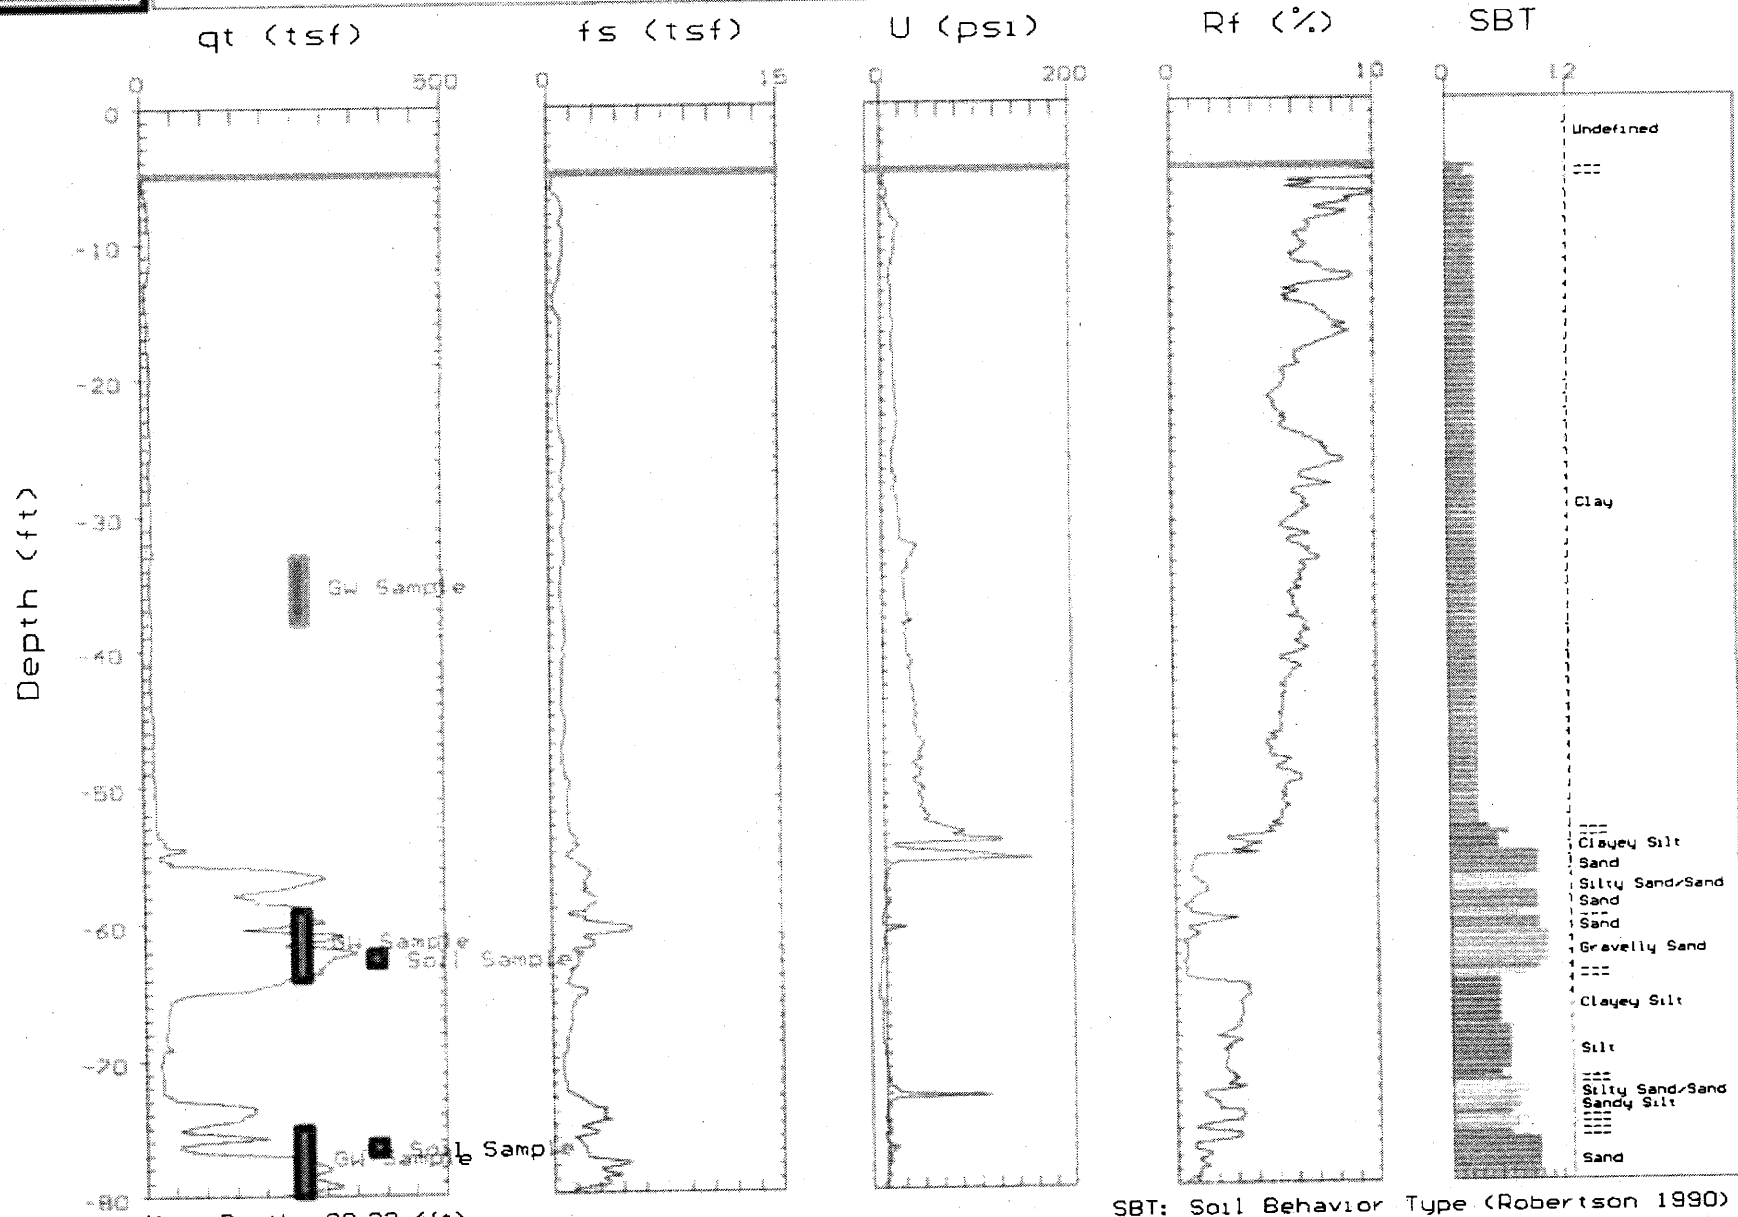 qt (tsf) fs (tsf) U (psi) Rf (%) SBT
0 500 0 15 0 200 0 10 0 12
0
-10
-20
-30
-40
-50
-60
-70
-80
Depth (ft)
GW Sample
GW Sample
Soil Sample
GW Sample
Soil Sample
Undefined
Clay
Clayey Silt
Sand
Silty Sand/Sand
Sand
Sand
Gravelly Sand
Clayey Silt
Silt
Silty Sand/Sand
Sandy Silt
Sand
Depth (ft)
SBT: Soil Behavior Type (Robertson 1990)